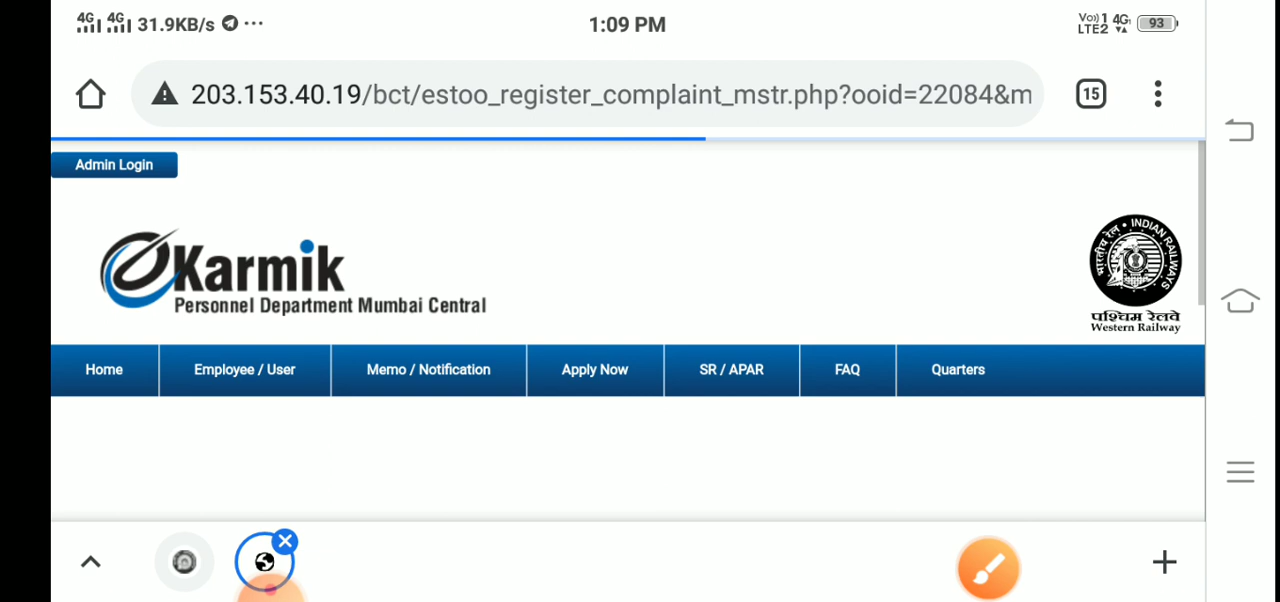 4G 4G 31.9KB/s ... 1:09 PM Vo) 1 4G LTE2 93
203.153.40.19/bct/estoo_register_complaint_mstr.php?ooid=22084&m 15
Admin Login
eKarmik
Personnel Department Mumbai Central
भारतीय रेल • INDIAN RAILWAYS
पश्चिम रेलवे
Western Railway
Home Employee / User Memo / Notification Apply Now SR / APAR FAQ Quarters